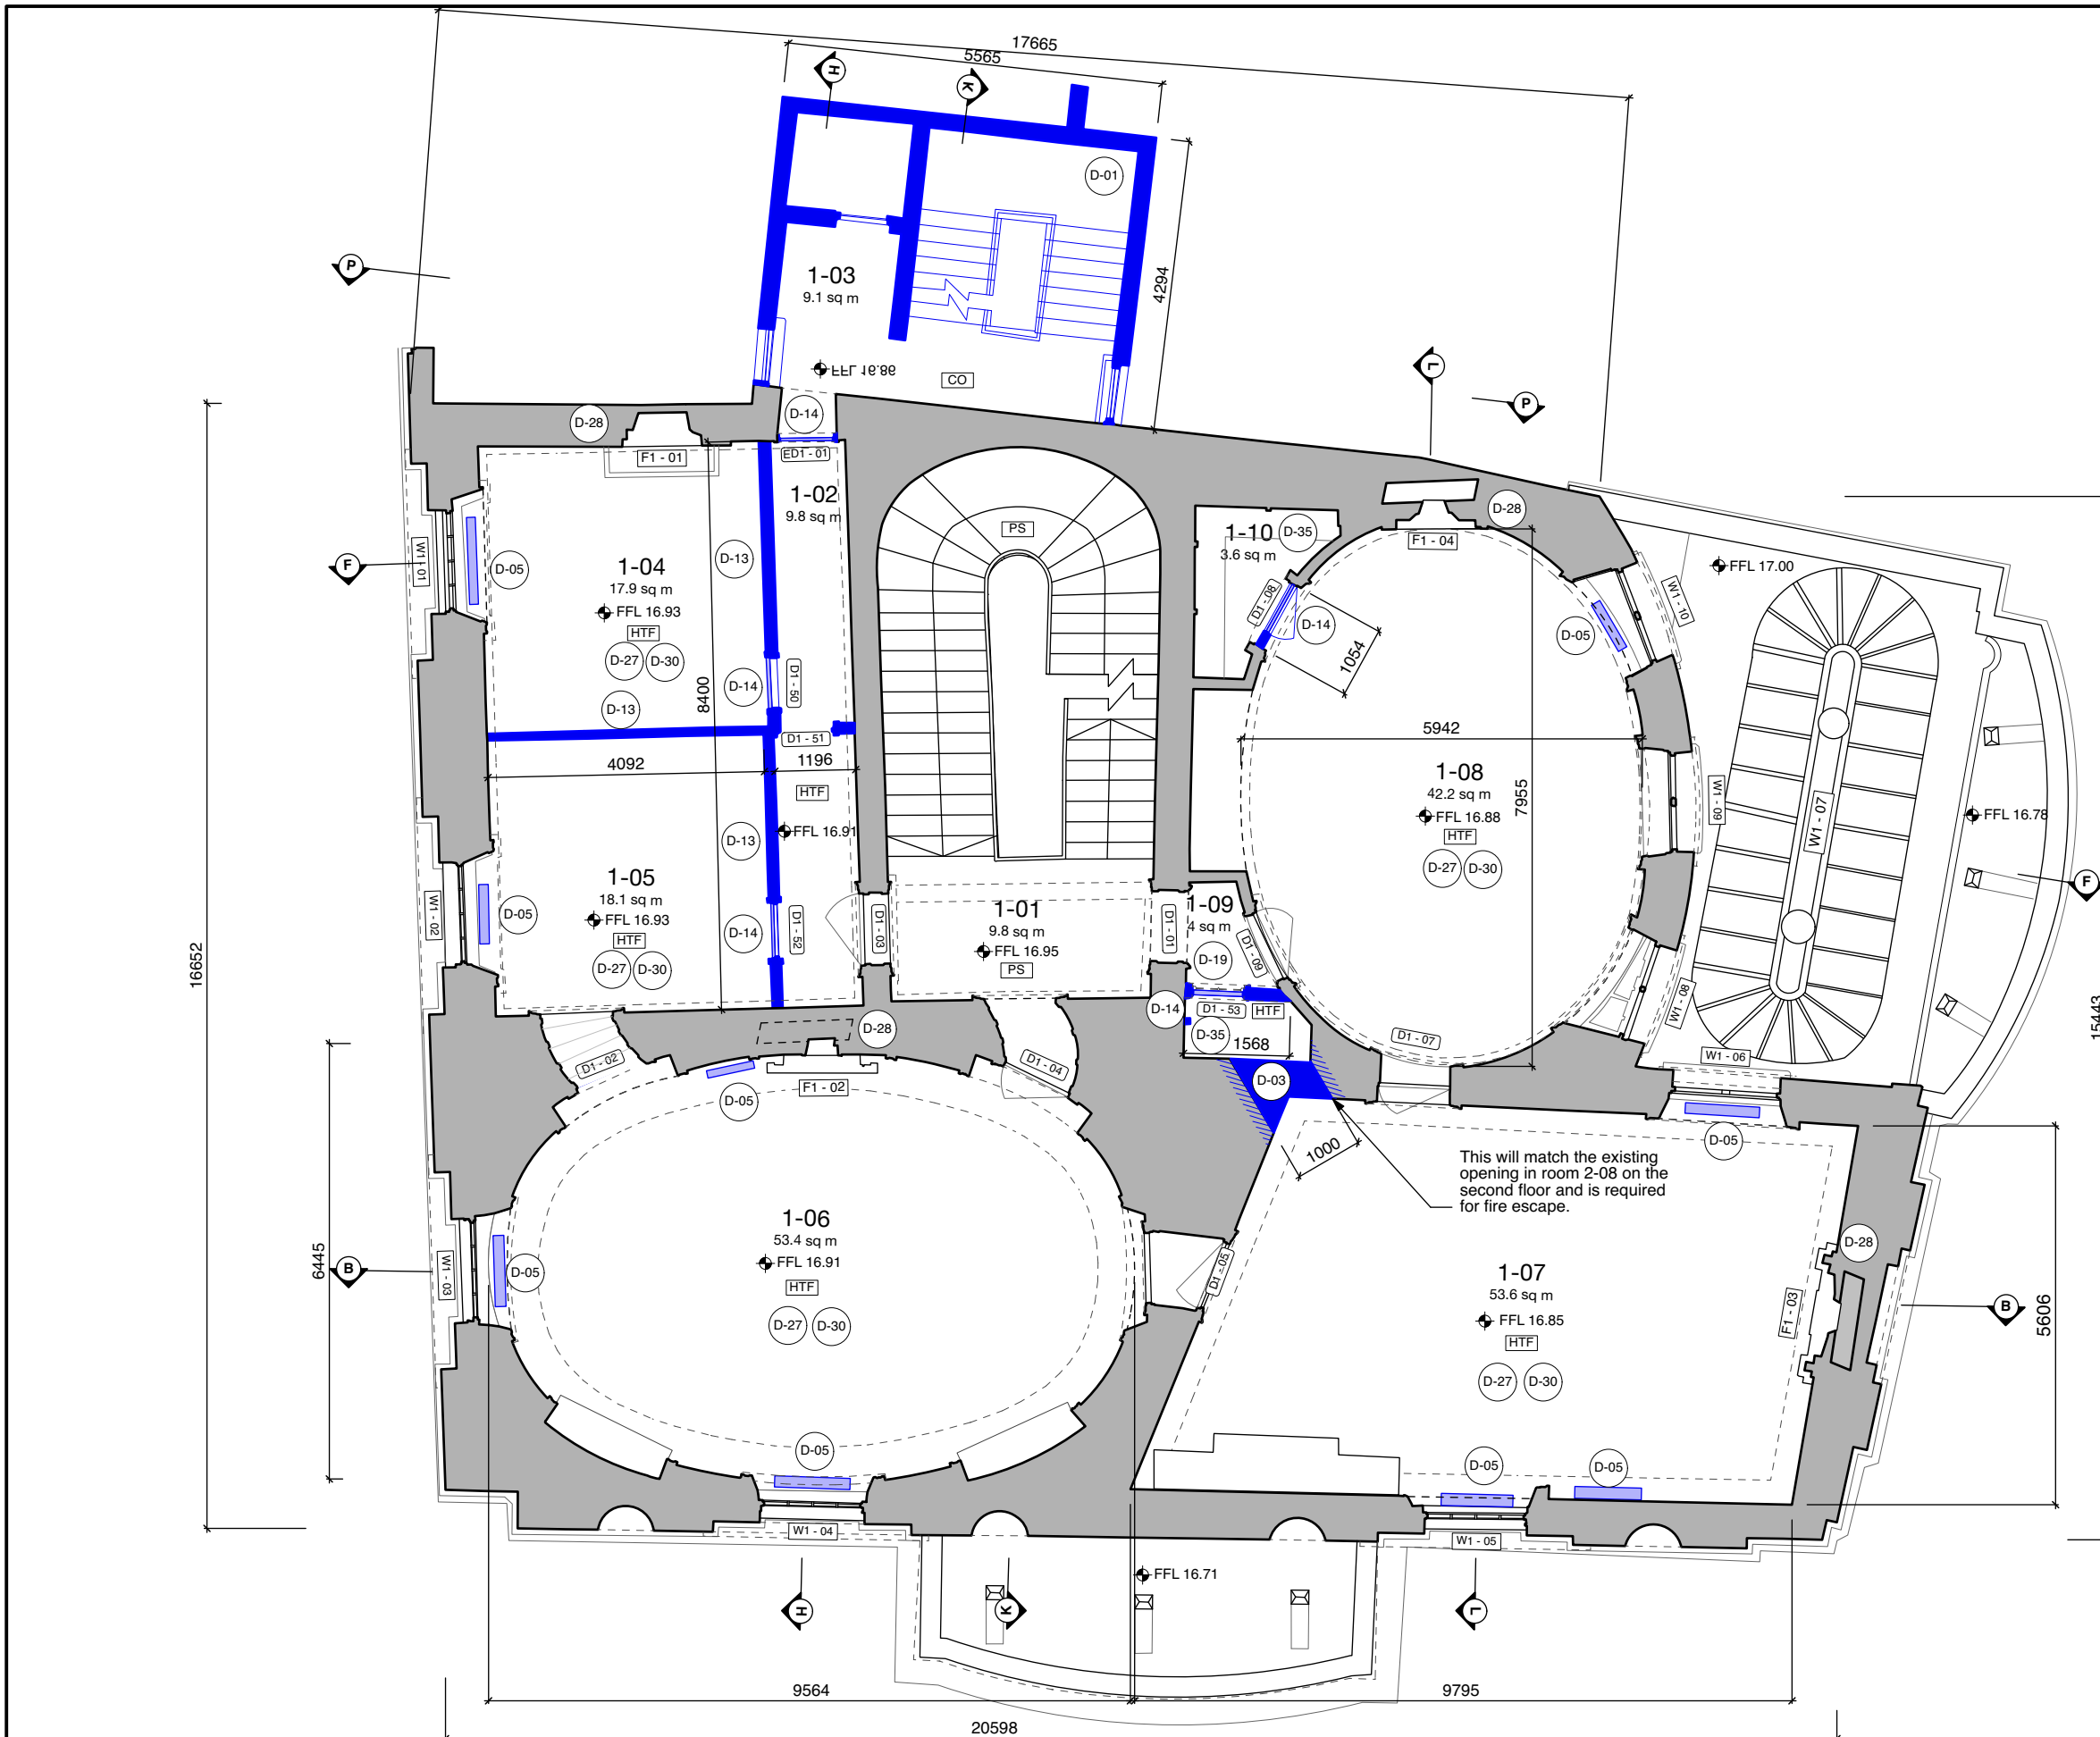 17665
5565
H
K
D-01
4294
1-03
9.1 sq m
FFL 16.86
CO
P
L
P
D-28
D-14
F1 - 01
ED1 - 01
1-02
9.8 sq m
PS
1-10
3.6 sq m
D-35
D-28
F1 - 04
FFL 17.00
W1 - 10
F
W1 - 01
D-05
1-04
17.9 sq m
FFL 16.93
HTF
D-27
D-30
D-13
D-13
D-14
D1 - 50
8400
D1 - 08
D-14
1054
D-05
5942
7955
1-08
42.2 sq m
FFL 16.88
HTF
D-27
D-30
W1 - 09
W1 - 07
FFL 16.78
F
D1 - 51
4092
1196
HTF
FFL 16.91
D-13
1-05
18.1 sq m
FFL 16.93
HTF
D-27
D-30
W1 - 02
D-05
D-14
D1 - 52
D1 - 03
1-01
9.8 sq m
FFL 16.95
PS
D1 - 01
1-09
4 sq m
D-19
D1 - 09
D-14
D1 - 53
HTF
D-35
1568
D-03
1000
D1 - 07
W1 - 08
W1 - 06
D-05
16652
15443
D1 - 02
D-28
D1 - 04
F1 - 02
D-05
This will match the existing
opening in room 2-08 on the
second floor and is required
for fire escape.
6445
B
W1 - 03
D-05
1-06
53.4 sq m
FFL 16.91
HTF
D-27
D-30
D1 - 05
1-07
53.6 sq m
FFL 16.85
HTF
D-27
D-30
F1 - 03
D-28
B
5606
D-05
D-05
D-05
W1 - 04
W1 - 05
FFL 16.71
H
K
L
9564
9795
20598